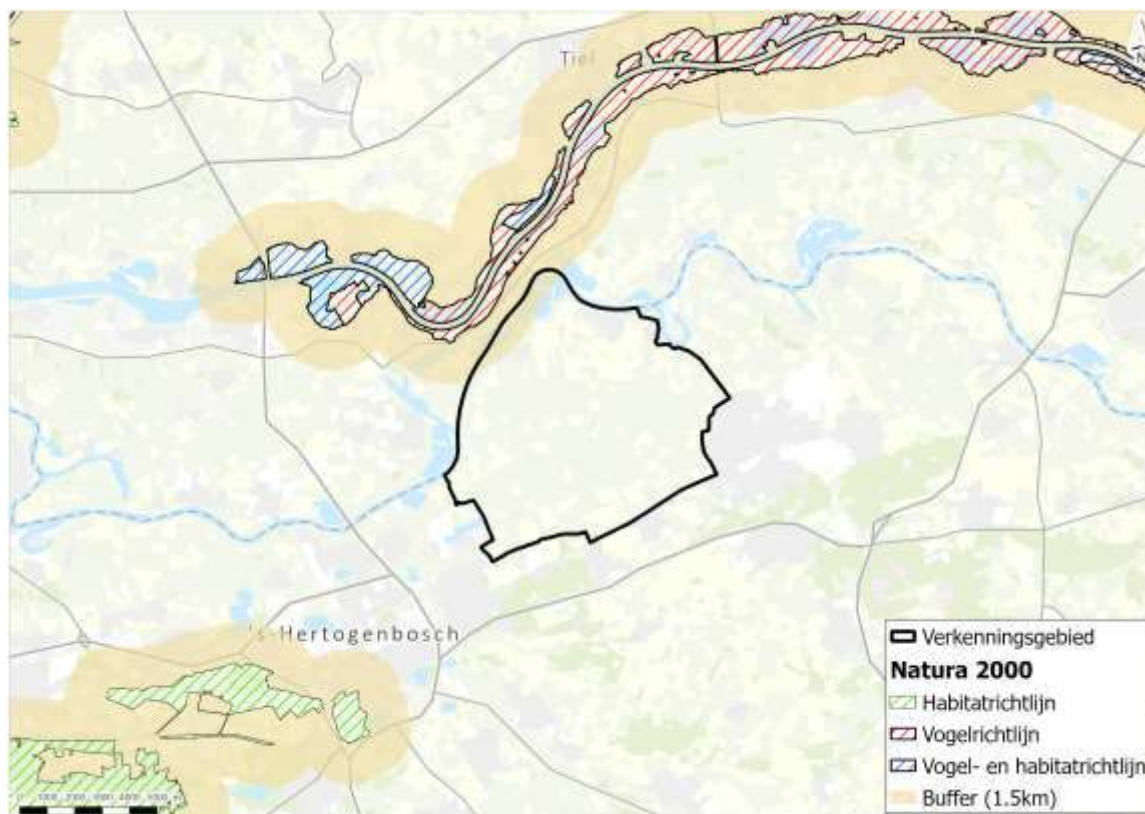 Tiel
N
's-Hertogenbosch
Verkenningsgebied
Natura 2000
Habitatrichtlijn
Vogelrichtlijn
Vogel- en habitatrichtlijn
Buffer (1.5km)